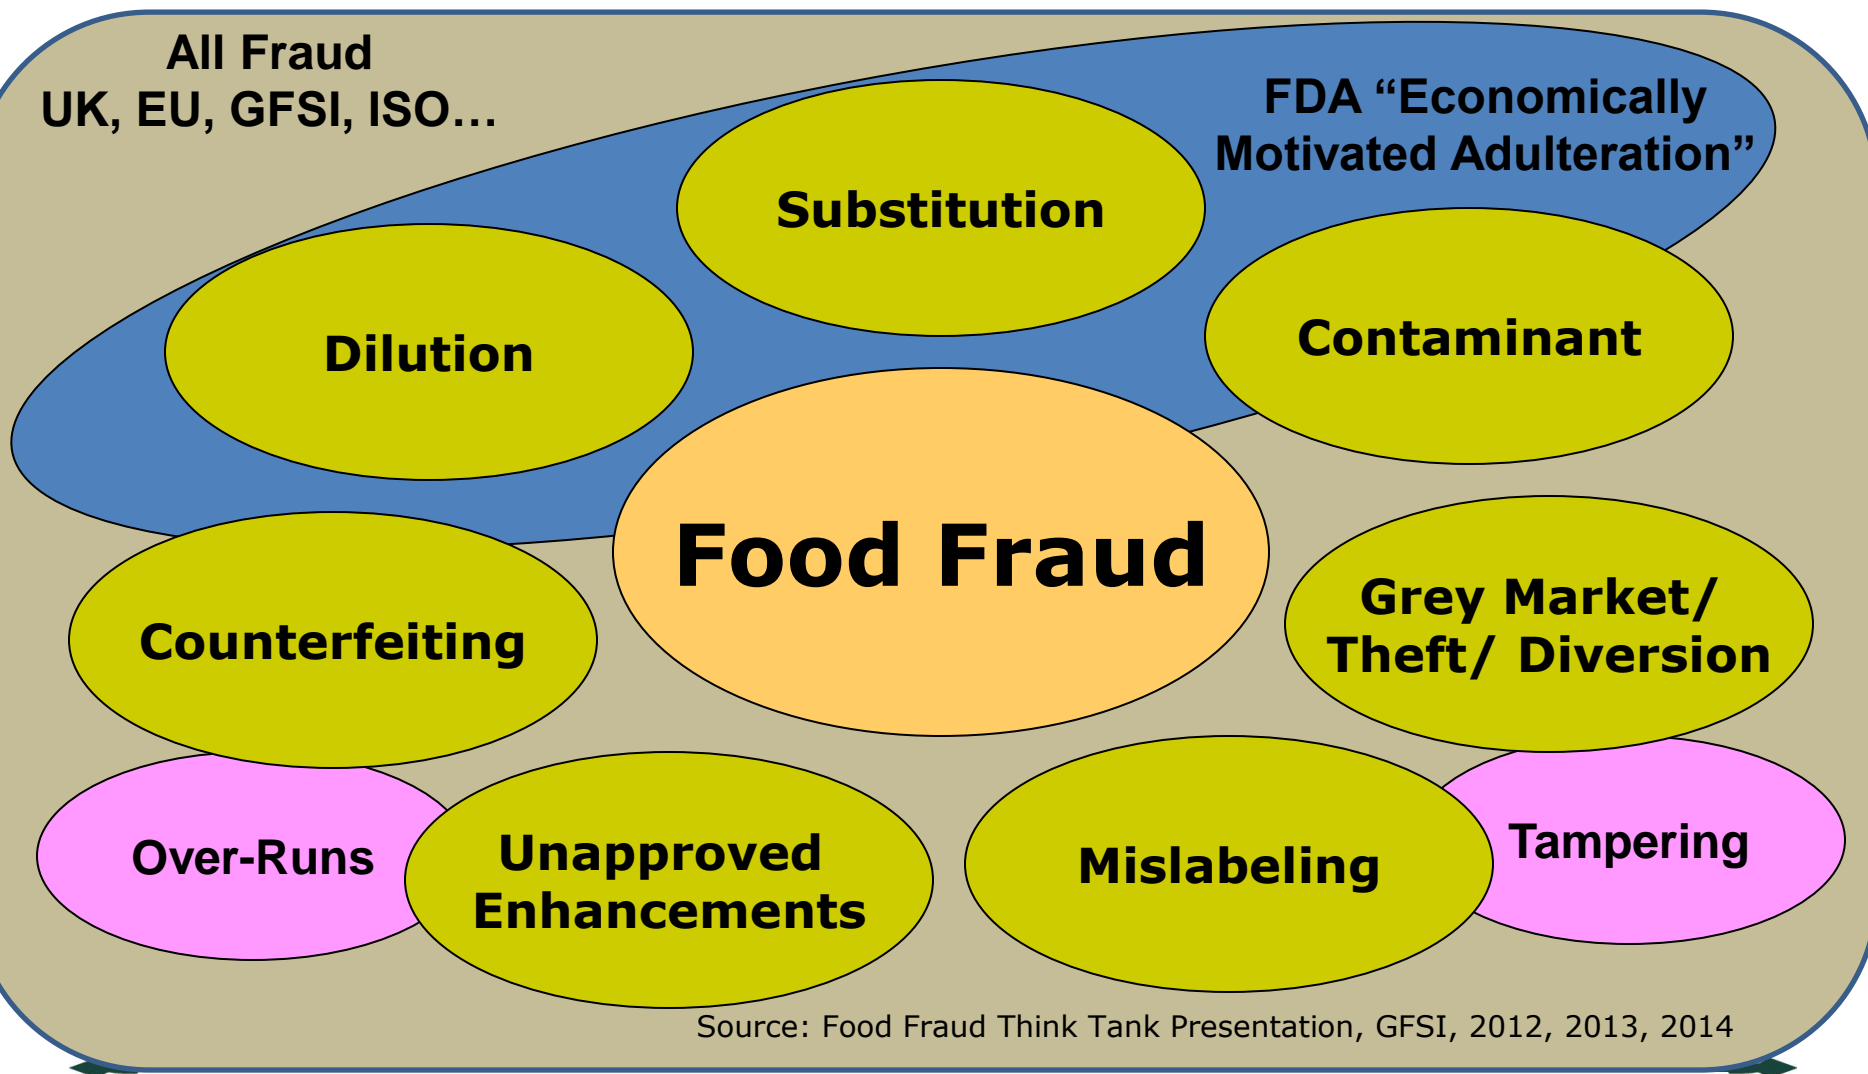 All Fraud
UK, EU, GFSI, ISO…
FDA “Economically
Motivated Adulteration”
Substitution
Dilution
Contaminant
Food Fraud
Counterfeiting
Grey Market/
Theft/ Diversion
Over-Runs
Unapproved
Enhancements
Mislabeling
Tampering
Source: Food Fraud Think Tank Presentation, GFSI, 2012, 2013, 2014